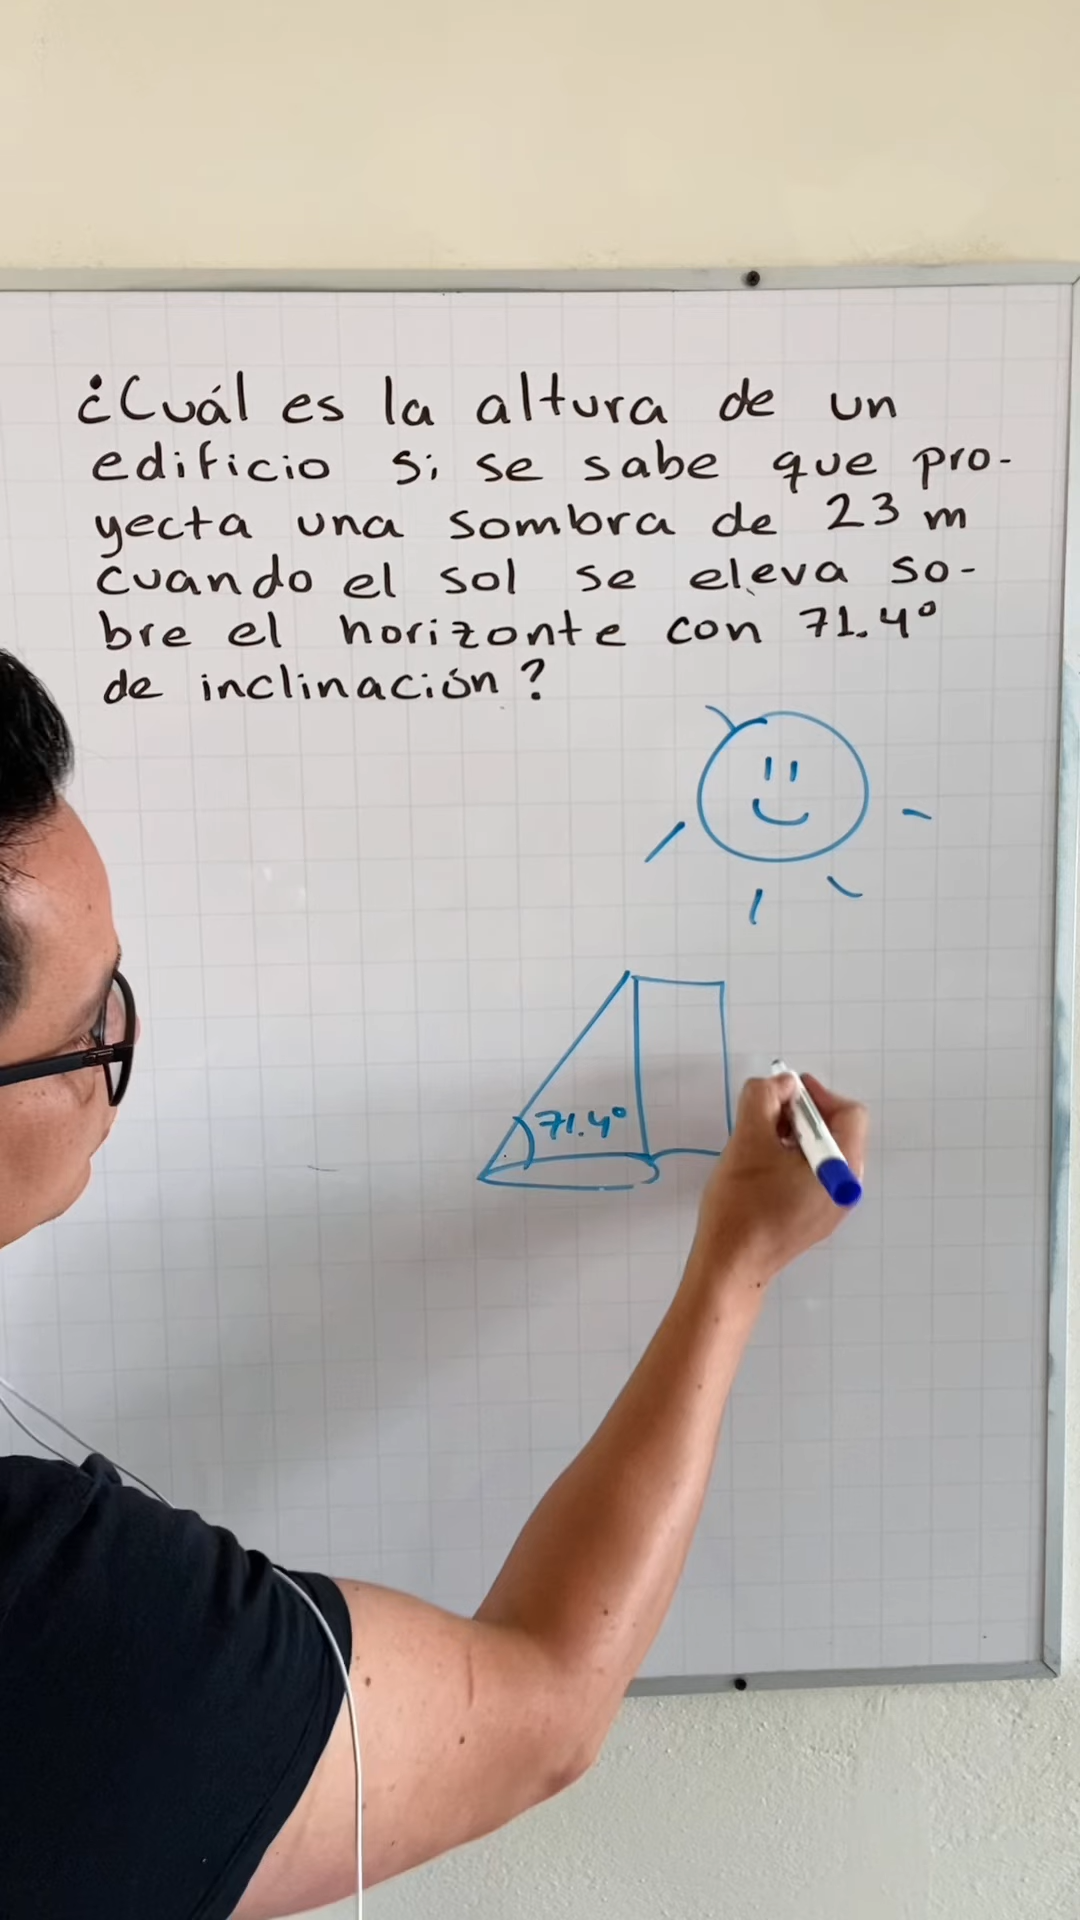 ¿Cuál es la altura de un
edificio si se sabe que pro-
yecta una sombra de 23 m
cuando el sol se eleva so-
bre el horizonte con 71.4°
de inclinación?
71.4°